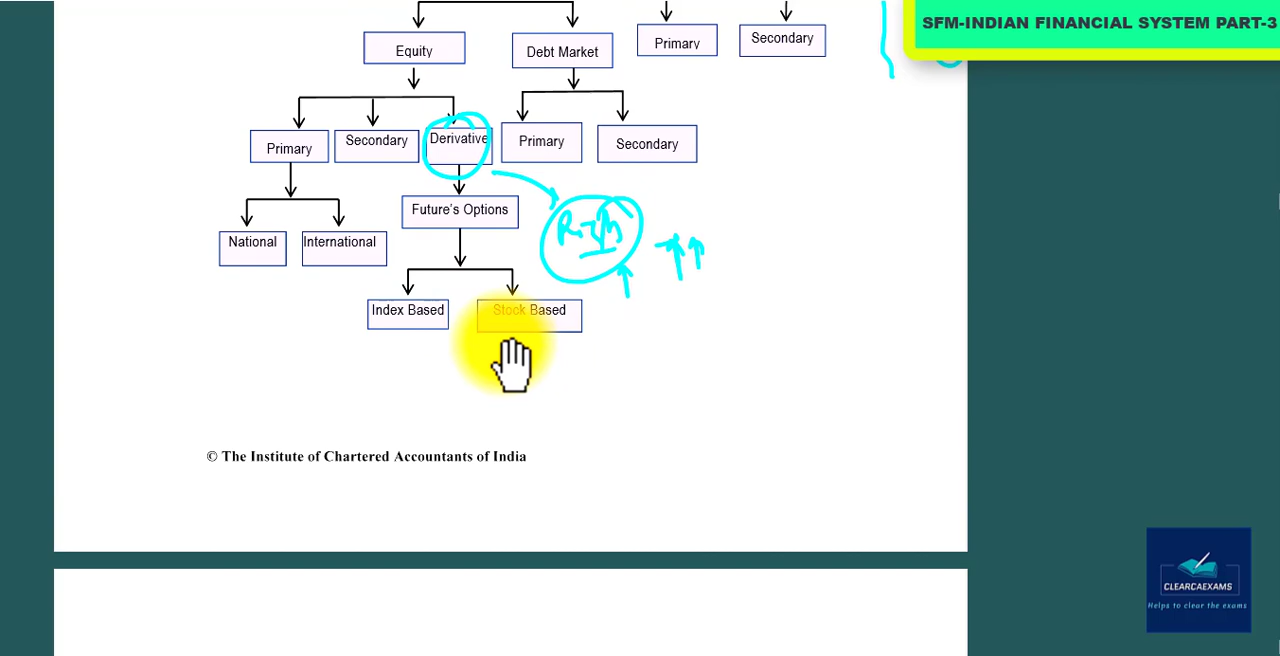 SFM-INDIAN FINANCIAL SYSTEM PART-3
Equity
Debt Market
Primary
Secondary
Primary
Secondary
Derivative
Primary
Secondary
Future's Options
National
International
Index Based
Stock Based
© The Institute of Chartered Accountants of India
CLEARCAEXAMS
Helps to clear the exams